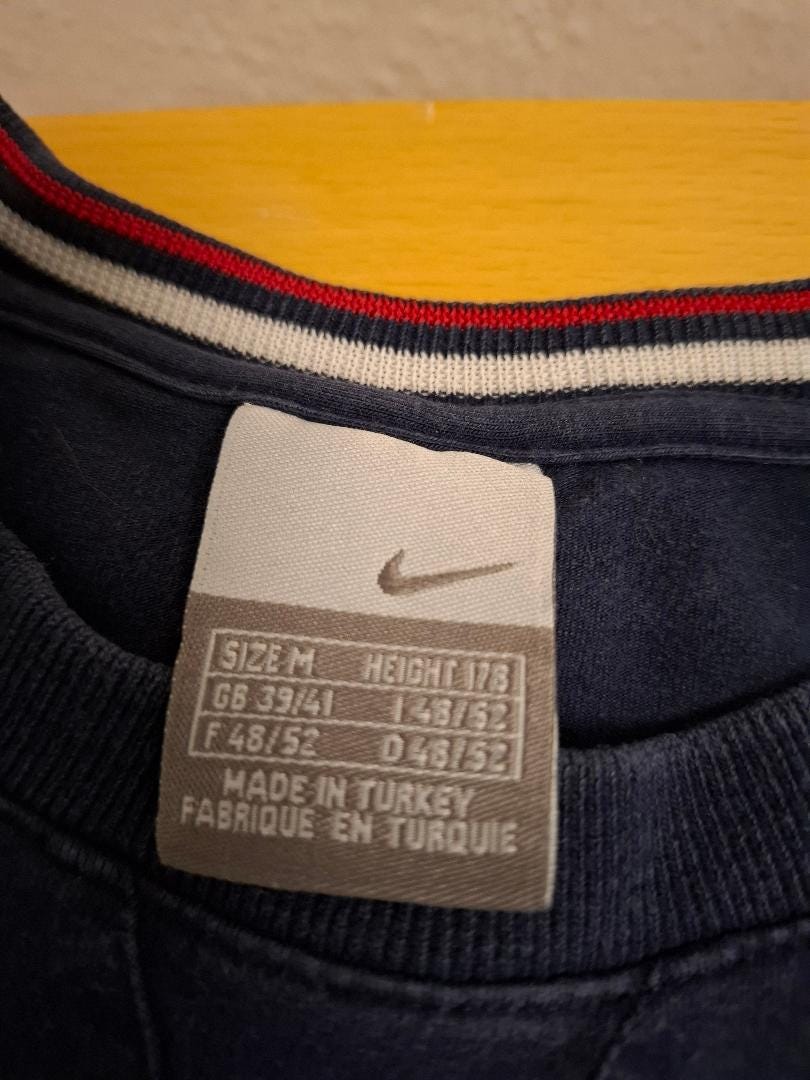 SIZE M HEIGHT 178
GB 39/41 I 48/52
F 48/52 D 48/52
MADE IN TURKEY
FABRIQUE EN TURQUIE